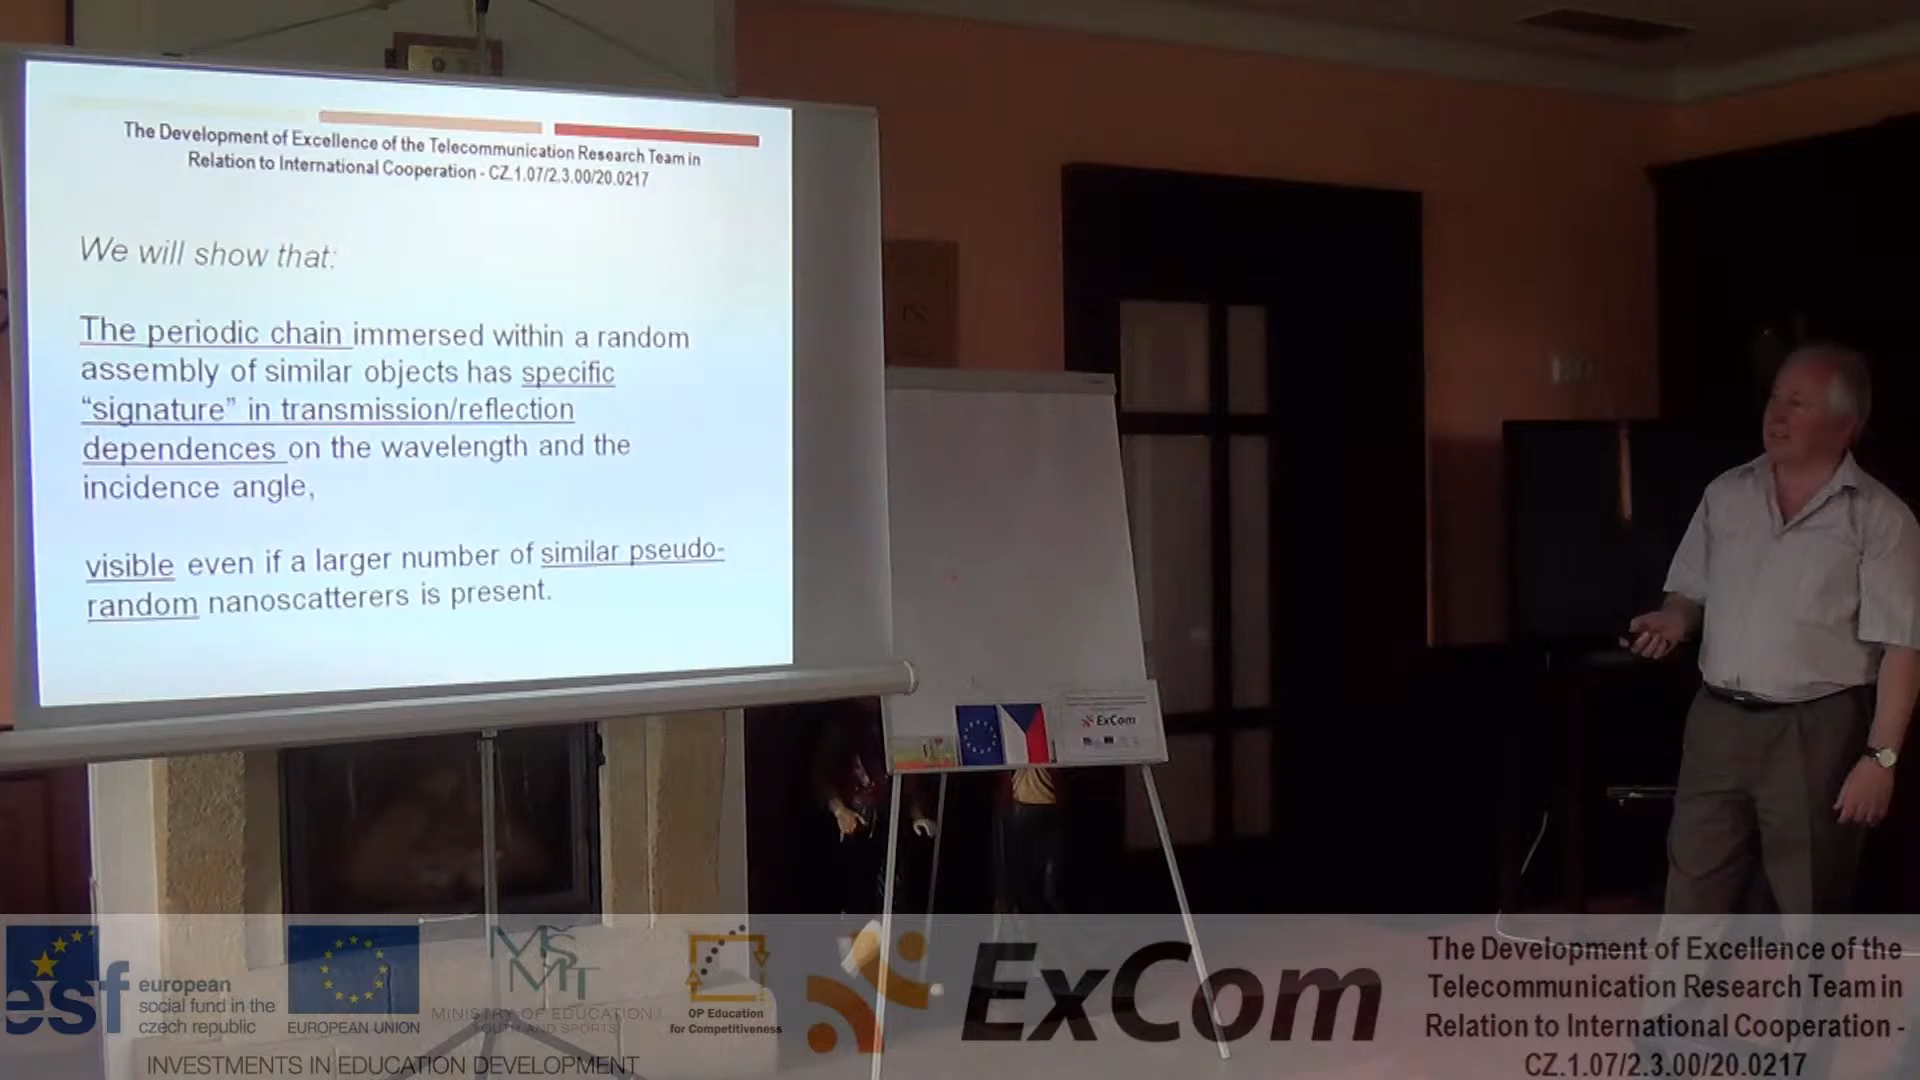 The Development of Excellence of the Telecommunication Research Team in
Relation to International Cooperation - CZ.1.07/2.3.00/20.0217
We will show that:
The periodic chain immersed within a random
assembly of similar objects has specific
“signature” in transmission/reflection
dependences on the wavelength and the
incidence angle,
visible even if a larger number of similar pseudo-
random nanoscatterers is present.
ExCom
esf
european
social fund in the
czech republic
EUROPEAN UNION
MŠ
MT
MINISTRY OF EDUCATION
YOUTH AND SPORTS
OP Education
for Competitiveness
INVESTMENTS IN EDUCATION DEVELOPMENT
ExCom
The Development of Excellence of the
Telecommunication Research Team in
Relation to International Cooperation -
CZ.1.07/2.3.00/20.0217